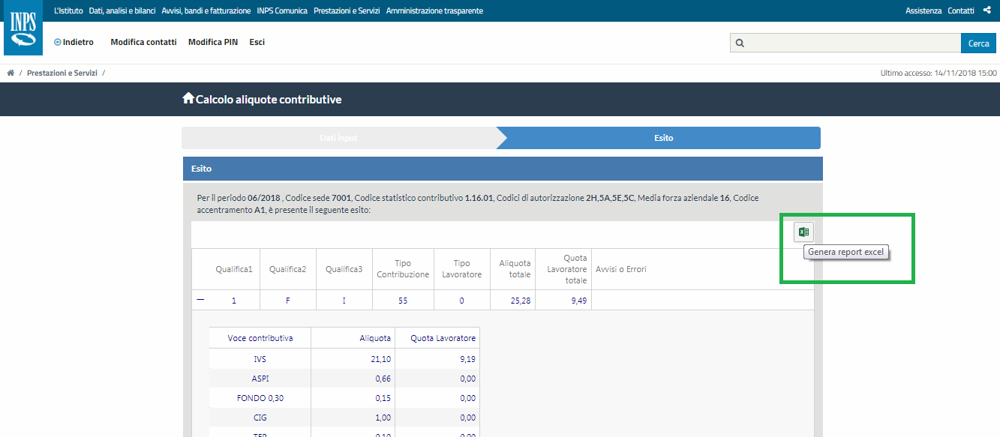 INPS
L'Istituto Dati, analisi e bilanci Avvisi, bandi e fatturazione INPS Comunica Prestazioni e Servizi Amministrazione trasparente
Assistenza Contatti
Indietro Modifica contatti Modifica PIN Esci
Cerca
/ Prestazioni e Servizi /
Ultimo accesso: 14/11/2018 15:00
Calcolo aliquote contributive
Dati input
Esito
Esito
Per il periodo 06/2018 , Codice sede 7001, Codice statistico contributivo 1.16.01, Codici di autorizzazione 2H,5A,5E,5C, Media forza aziendale 16, Codice
accentramento A1, è presente il seguente esito:
Genera report excel
Qualifica1 Qualifica2 Qualifica3 Tipo Contribuzione Tipo Lavoratore Aliquota totale Quota Lavoratore totale Avvisi o Errori
1 F I 55 0 25,28 9,49
Voce contributiva Aliquota Quota Lavoratore
IVS 21,10 9,19
ASPI 0,66 0,00
FONDO 0,30 0,15 0,00
CIG 1,00 0,00
TFR 0,10 0,00